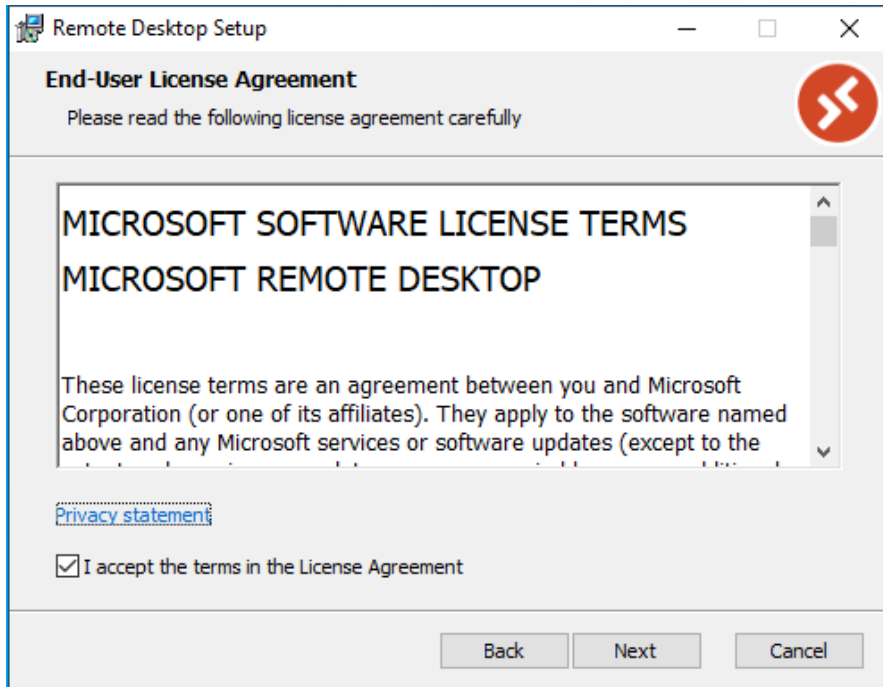 Remote Desktop Setup
End-User License Agreement
Please read the following license agreement carefully
MICROSOFT SOFTWARE LICENSE TERMS
MICROSOFT REMOTE DESKTOP
These license terms are an agreement between you and Microsoft
Corporation (or one of its affiliates). They apply to the software named
above and any Microsoft services or software updates (except to the
Privacy statement
I accept the terms in the License Agreement
Back Next Cancel